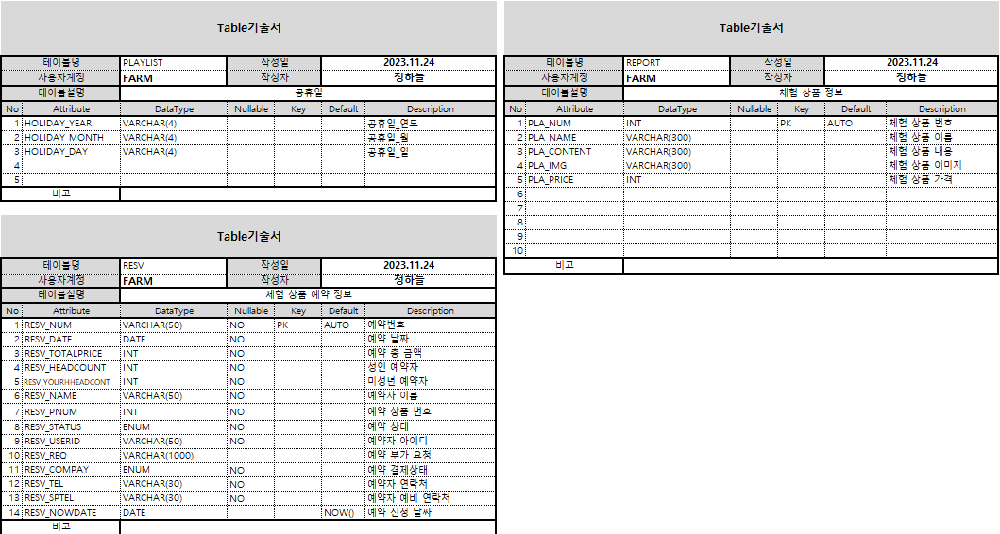 Table기술서
테이블명 PLAYLIST 작성일 2023.11.24
사용자계정 FARM 작성자 정하늘
테이블설명 공휴일
No Attribute DataType Nullable Key Default Description
1 HOLIDAY_YEAR VARCHAR(4) 공휴일_연도
2 HOLIDAY_MONTH VARCHAR(4) 공휴일_월
3 HOLIDAY_DAY VARCHAR(4) 공휴일_일
4
5
비고
Table기술서
테이블명 REPORT 작성일 2023.11.24
사용자계정 FARM 작성자 정하늘
테이블설명 체험 상품 정보
No Attribute DataType Nullable Key Default Description
1 PLA_NUM INT PK AUTO 체험 상품 번호
2 PLA_NAME VARCHAR(300) 체험 상품 이름
3 PLA_CONTENT VARCHAR(300) 체험 상품 내용
4 PLA_IMG VARCHAR(300) 체험 상품 이미지
5 PLA_PRICE INT 체험 상품 가격
6
7
8
9
10
비고
Table기술서
테이블명 RESV 작성일 2023.11.24
사용자계정 FARM 작성자 정하늘
테이블설명 체험 상품 예약 정보
No Attribute DataType Nullable Key Default Description
1 RESV_NUM VARCHAR(50) NO PK AUTO 예약번호
2 RESV_DATE DATE NO 예약 날짜
3 RESV_TOTALPRICE INT NO 예약 총 금액
4 RESV_HEADCOUNT INT NO 성인 예약자
5 RESV_YOURHHEADCONT INT NO 미성년 예약자
6 RESV_NAME VARCHAR(50) NO 예약자 이름
7 RESV_PNUM INT NO 예약 상품 번호
8 RESV_STATUS ENUM NO 예약 상태
9 RESV_USERID VARCHAR(50) NO 예약자 아이디
10 RESV_REQ VARCHAR(1000) 예약 부가 요청
11 RESV_COMPAY ENUM NO 예약 결제상태
12 RESV_TEL VARCHAR(30) NO 예약자 연락처
13 RESV_SPTEL VARCHAR(30) NO 예약자 예비 연락처
14 RESV_NOWDATE DATE NOW() 예약 신청 날짜
비고